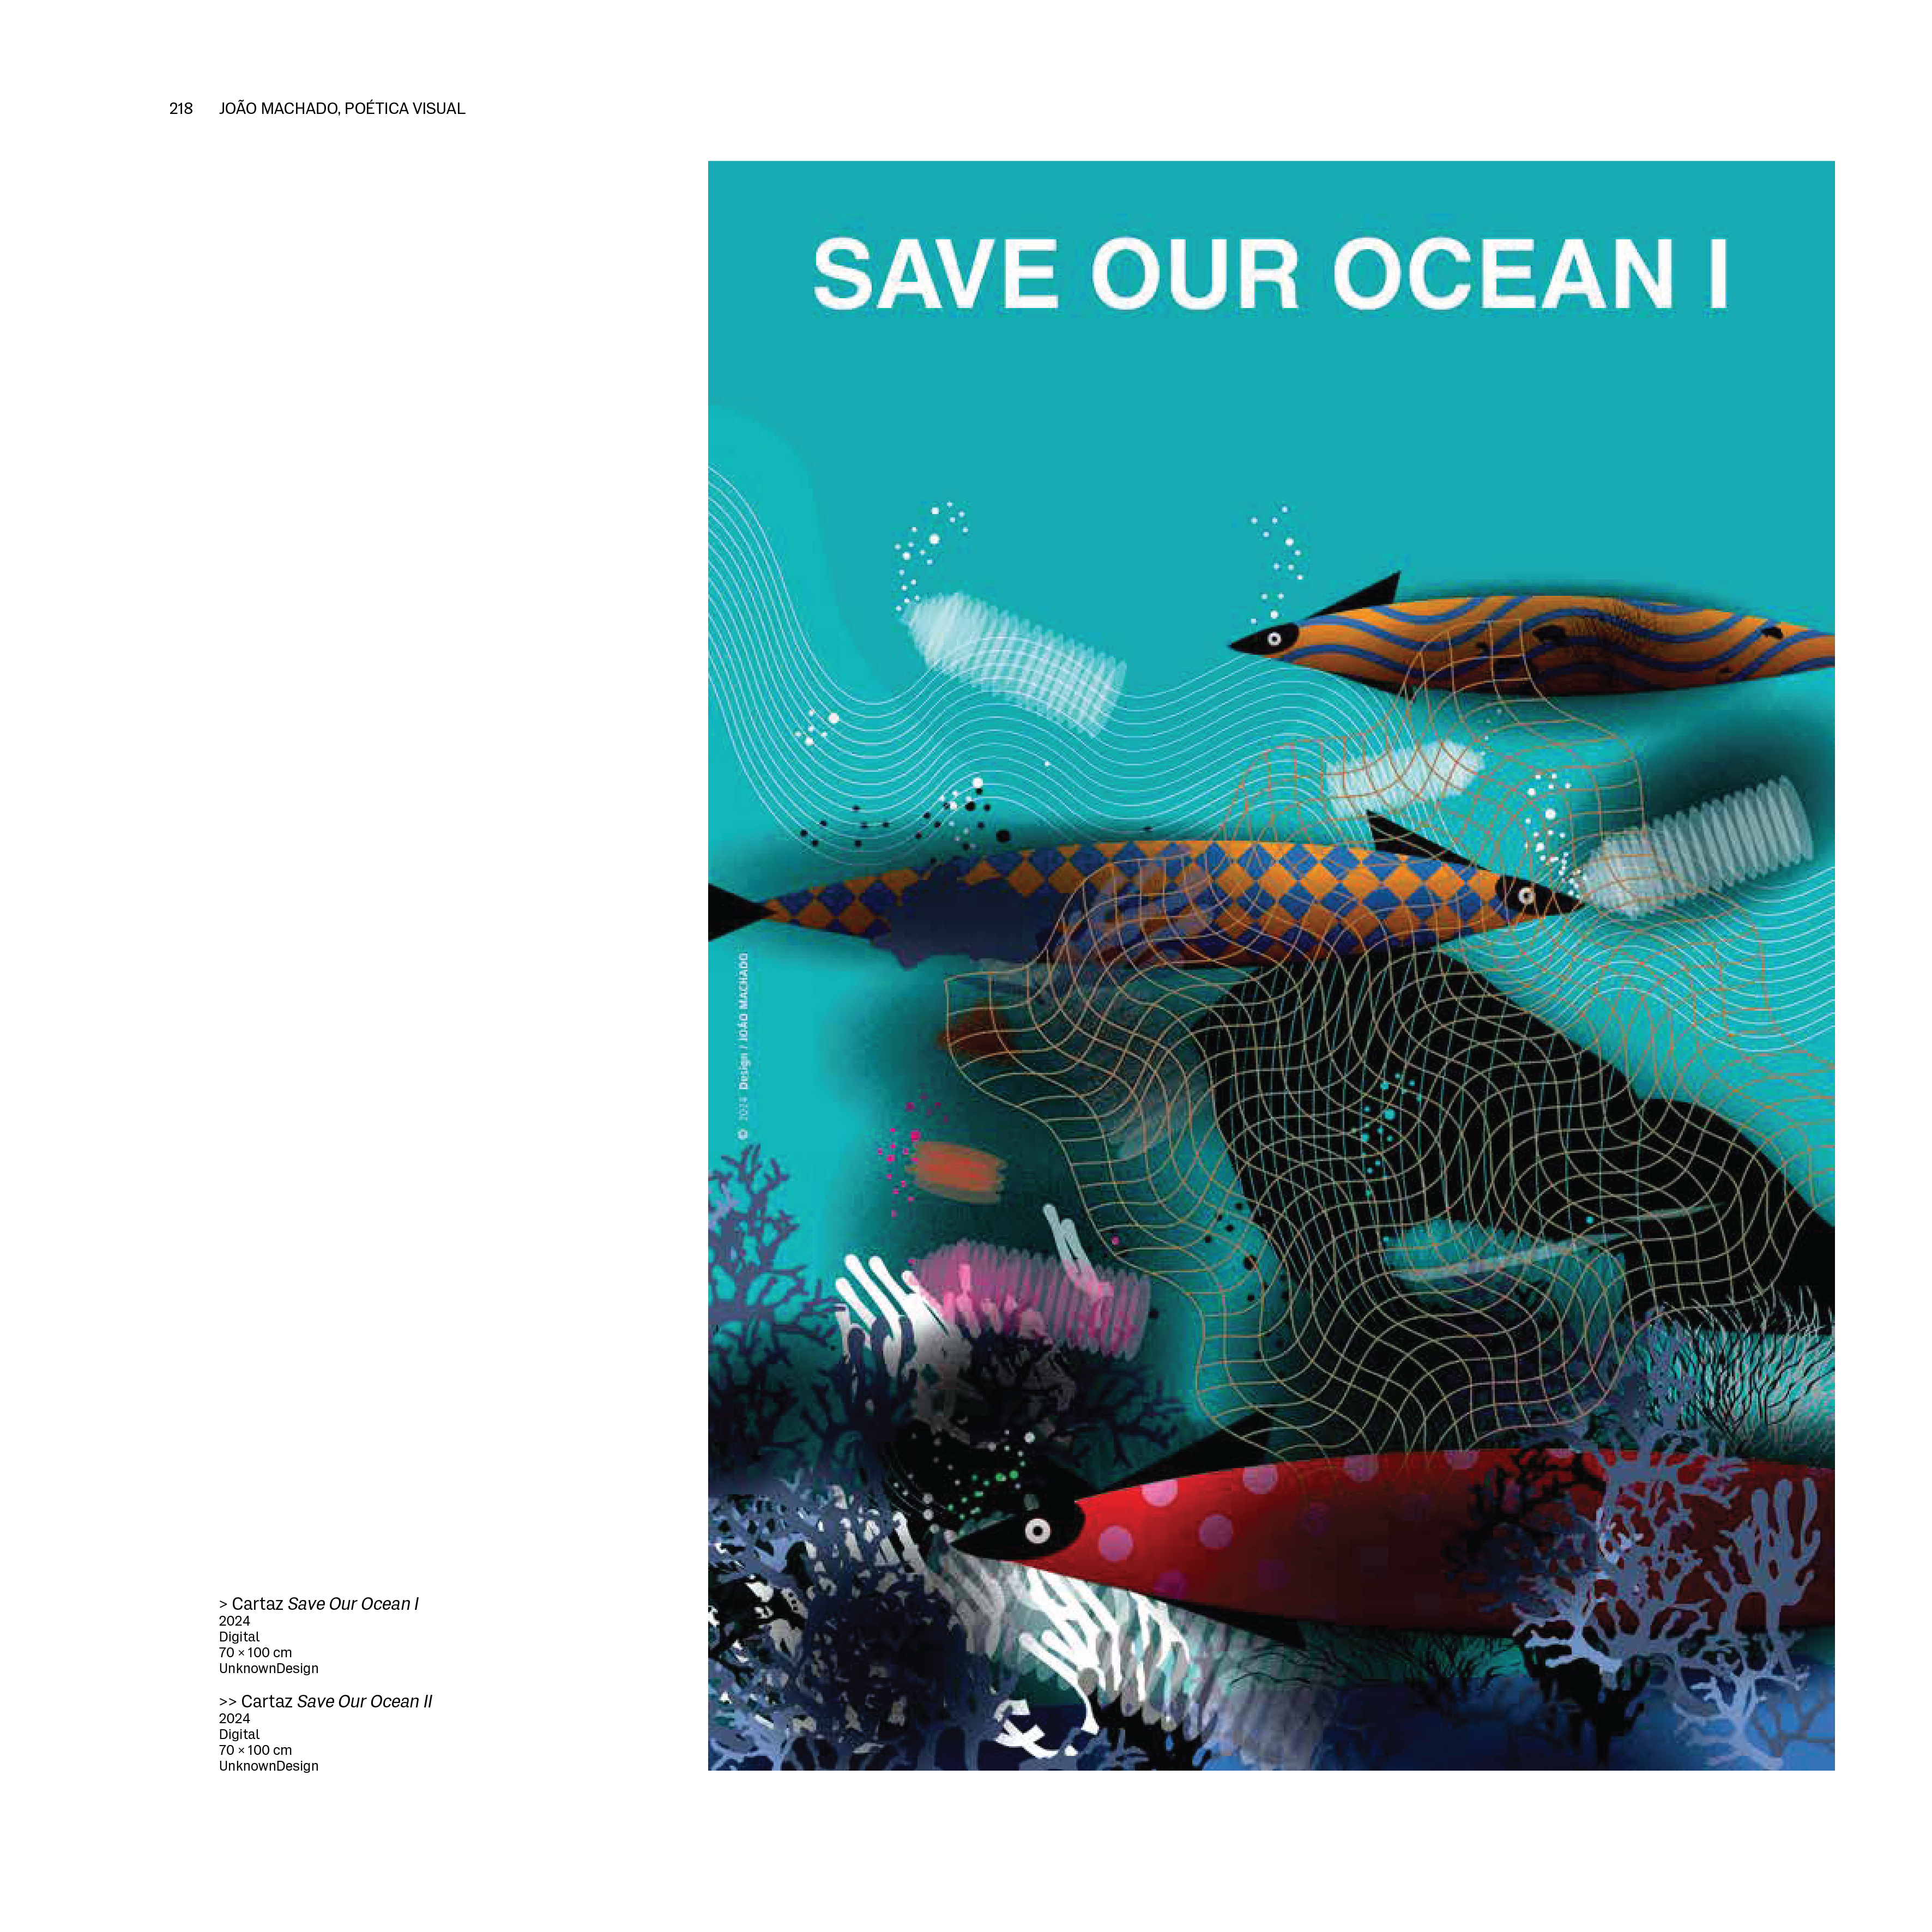 218 JOÃO MACHADO, POÉTICA VISUAL
SAVE OUR OCEAN I
© 2024 Design / JOÃO MACHADO
> Cartaz Save Our Ocean I
2024
Digital
70 × 100 cm
UnknownDesign
>> Cartaz Save Our Ocean II
2024
Digital
70 × 100 cm
UnknownDesign